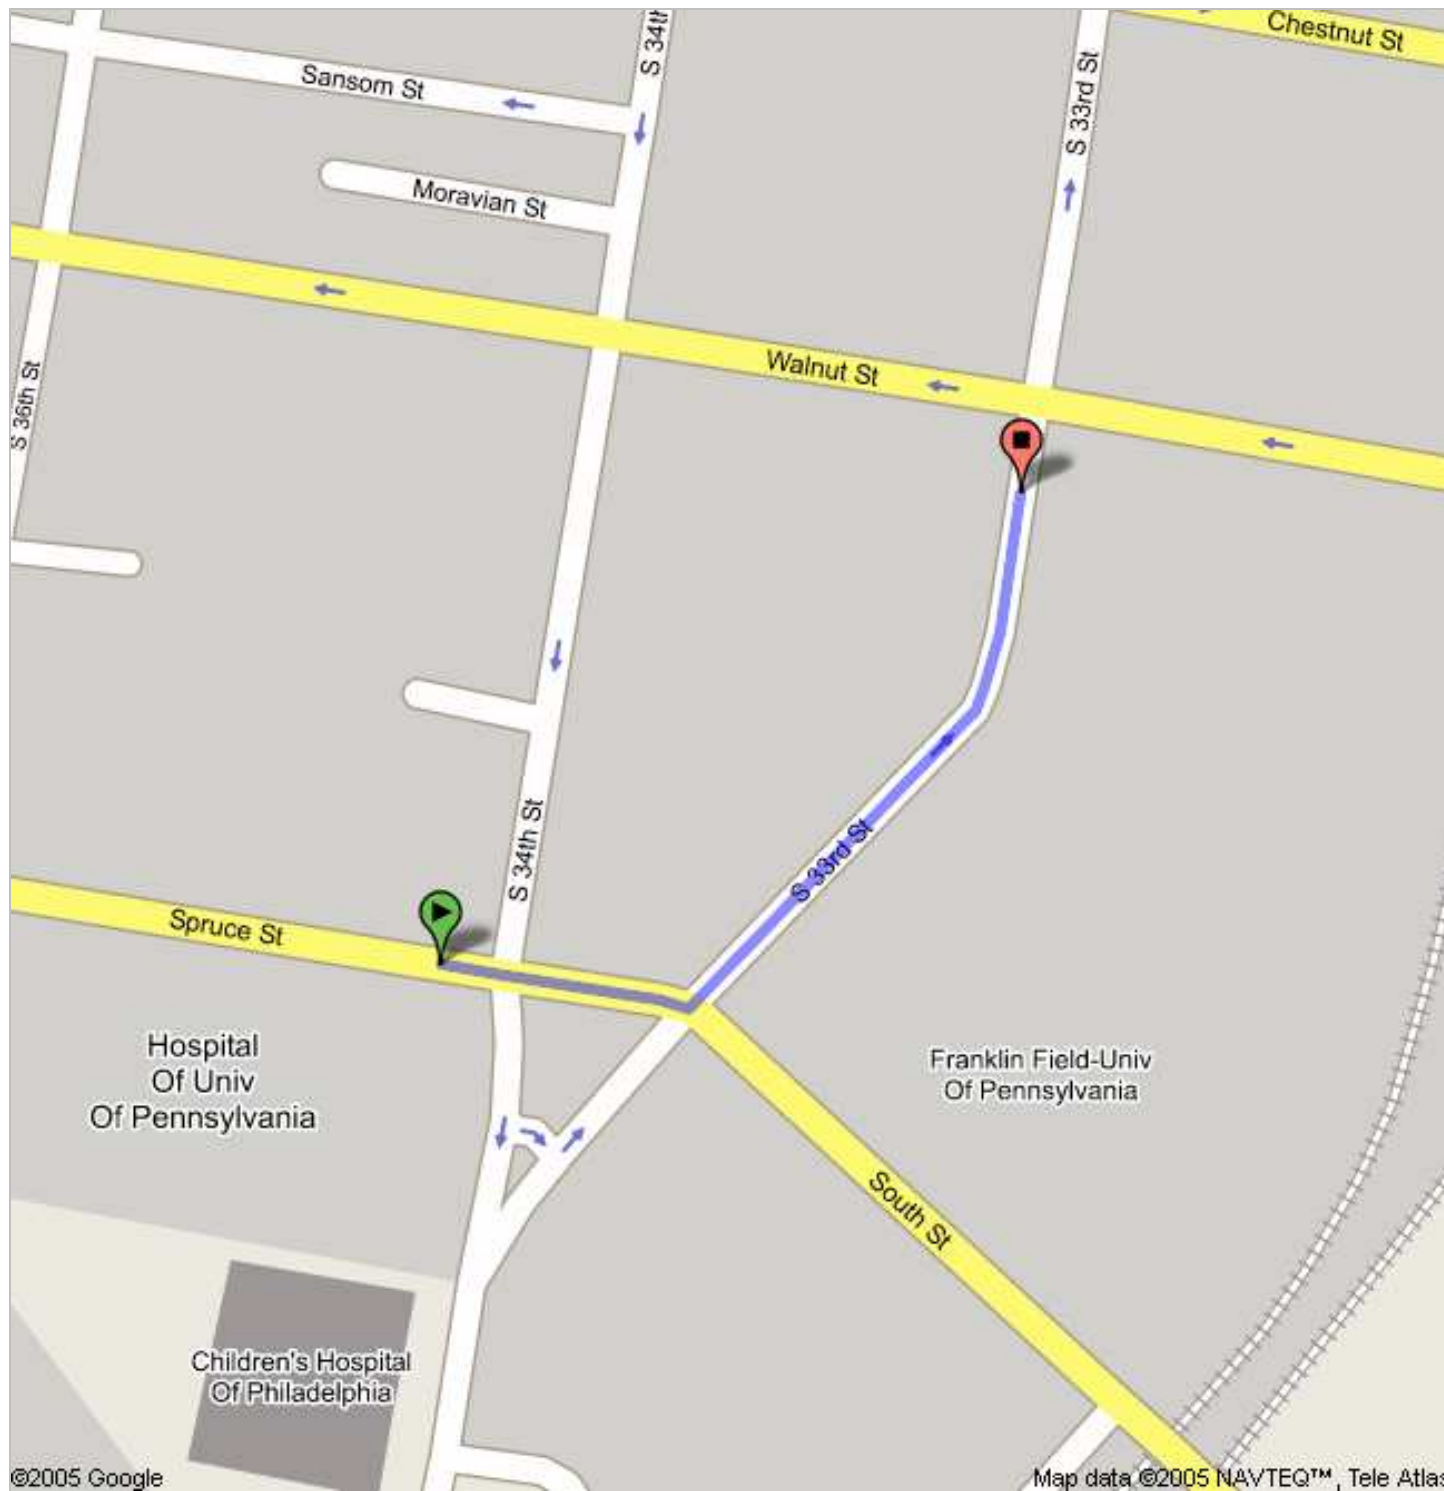 Chestnut St
S 34th
S 33rd St
Sansom St
Moravian St
Walnut St
S 36th St
S 34th St
S 33rd St
Spruce St
Hospital
Of Univ
Of Pennsylvania
Franklin Field-Univ
Of Pennsylvania
South St
Children's Hospital
Of Philadelphia
©2005 Google
Map data ©2005 NAVTEQ™, Tele Atlas